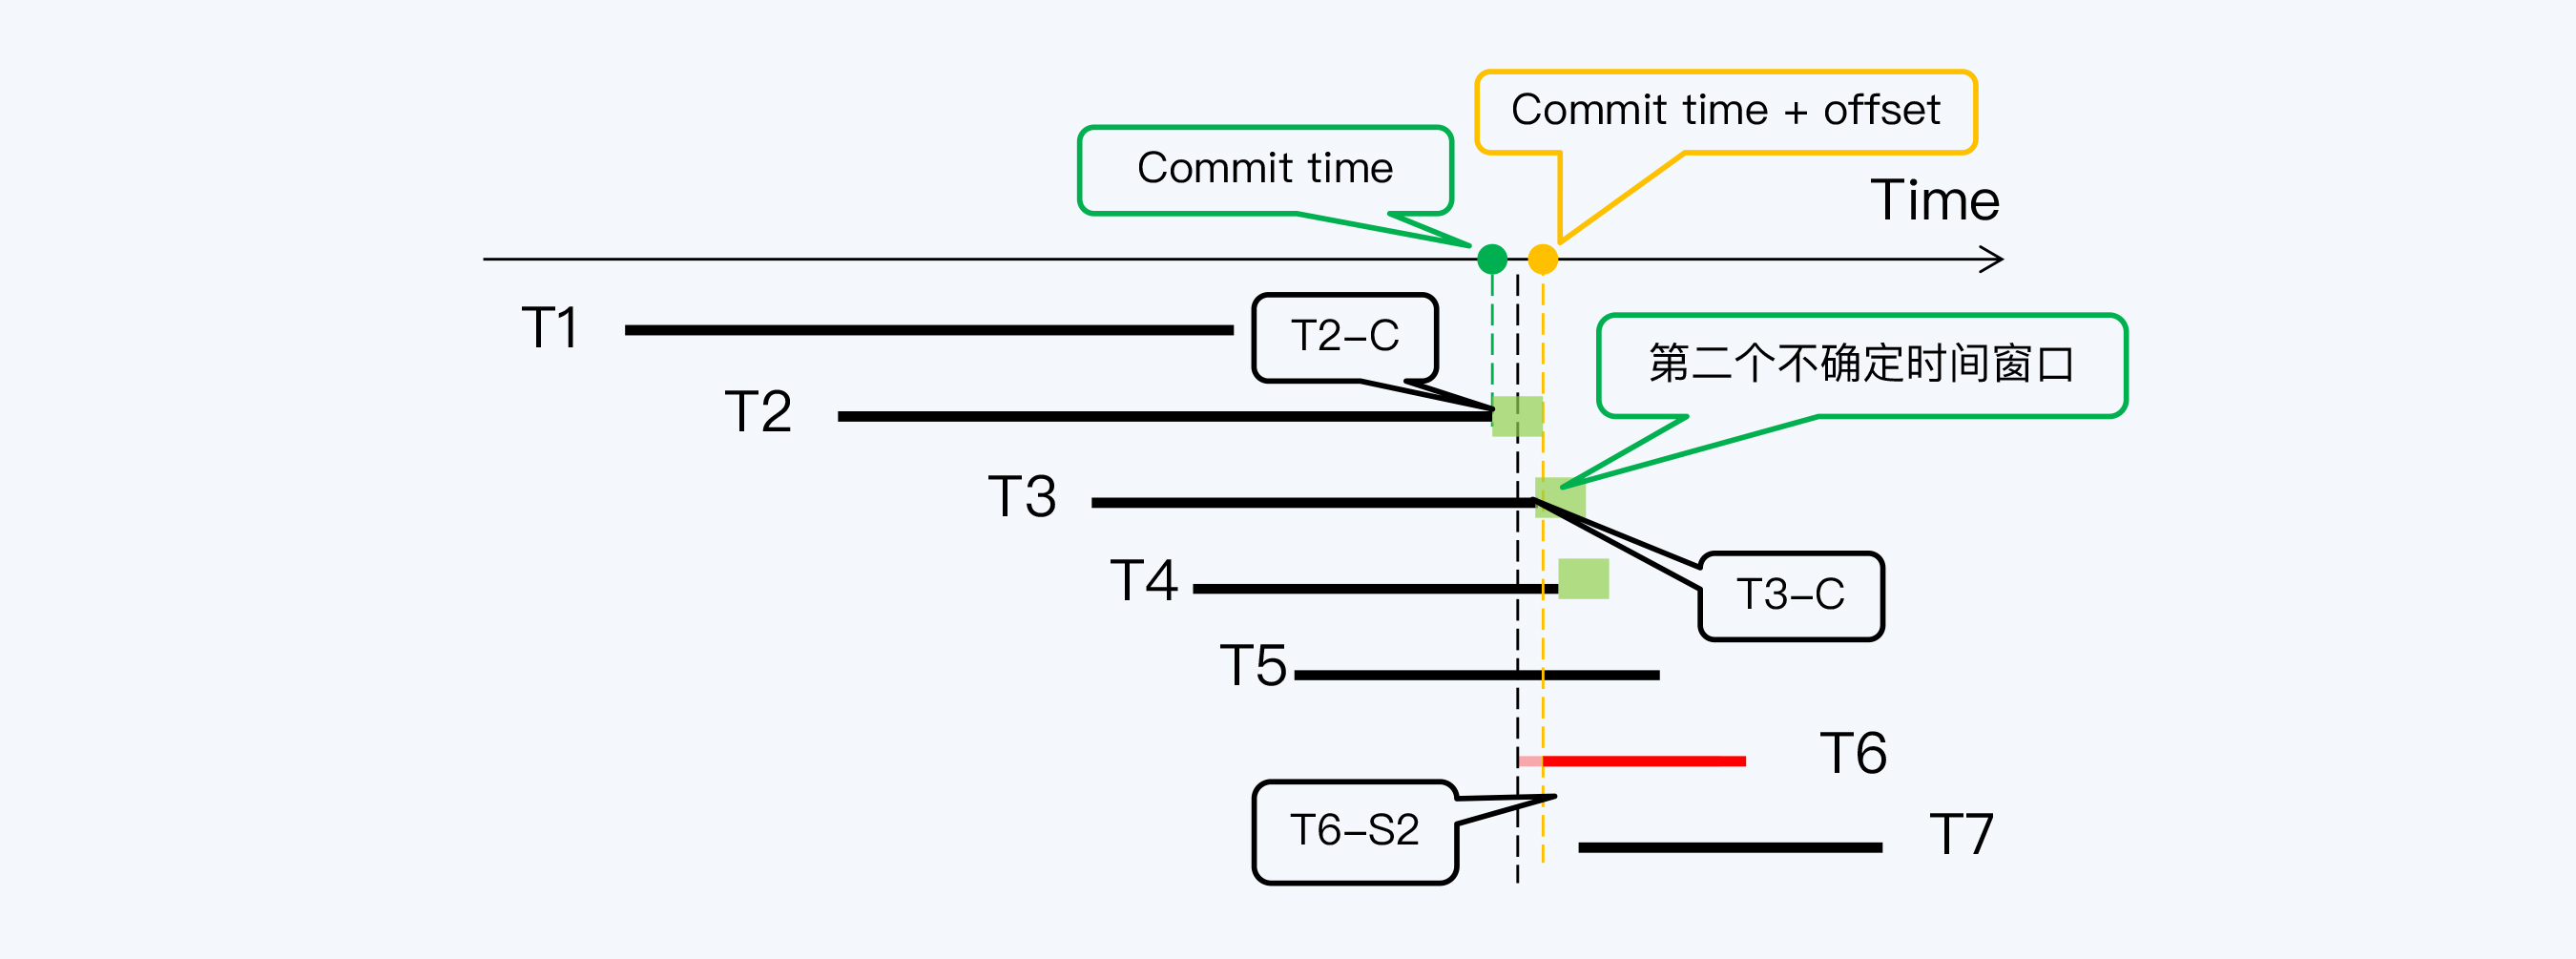 Commit time + offset
Commit time
Time
T1
T2-C
第二个不确定时间窗口
T2
T3
T4
T3-C
T5
T6
T6-S2
T7